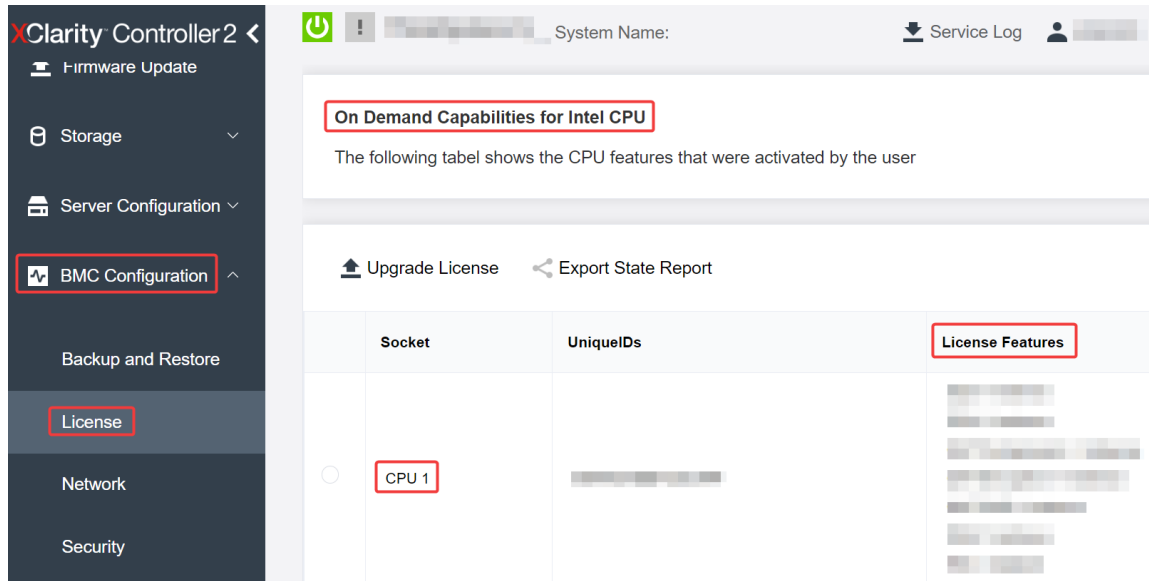 XClarity Controller 2
Firmware Update
Storage
Server Configuration
BMC Configuration
Backup and Restore
License
Network
Security
System Name:
Service Log
On Demand Capabilities for Intel CPU
The following tabel shows the CPU features that were activated by the user
Upgrade License
Export State Report
Socket
UniqueIDs
License Features
CPU 1